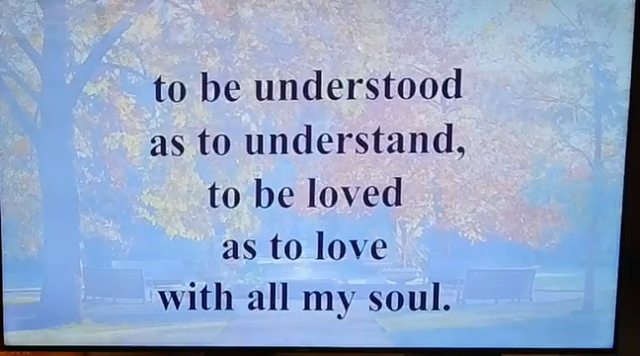 to be understood
as to understand,
to be loved
as to love
with all my soul.